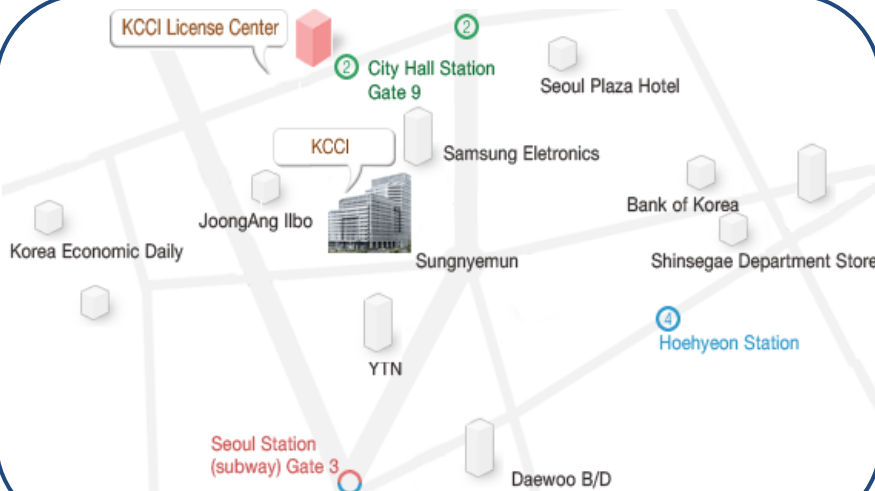 KCCI License Center
2
2
City Hall Station
Gate 9
Seoul Plaza Hotel
KCCI
Samsung Eletronics
JoongAng Ilbo
Bank of Korea
Korea Economic Daily
Sungnyemun
Shinsegae Department Store
4
Hoehyeon Station
YTN
Seoul Station
(subway) Gate 3
Daewoo B/D